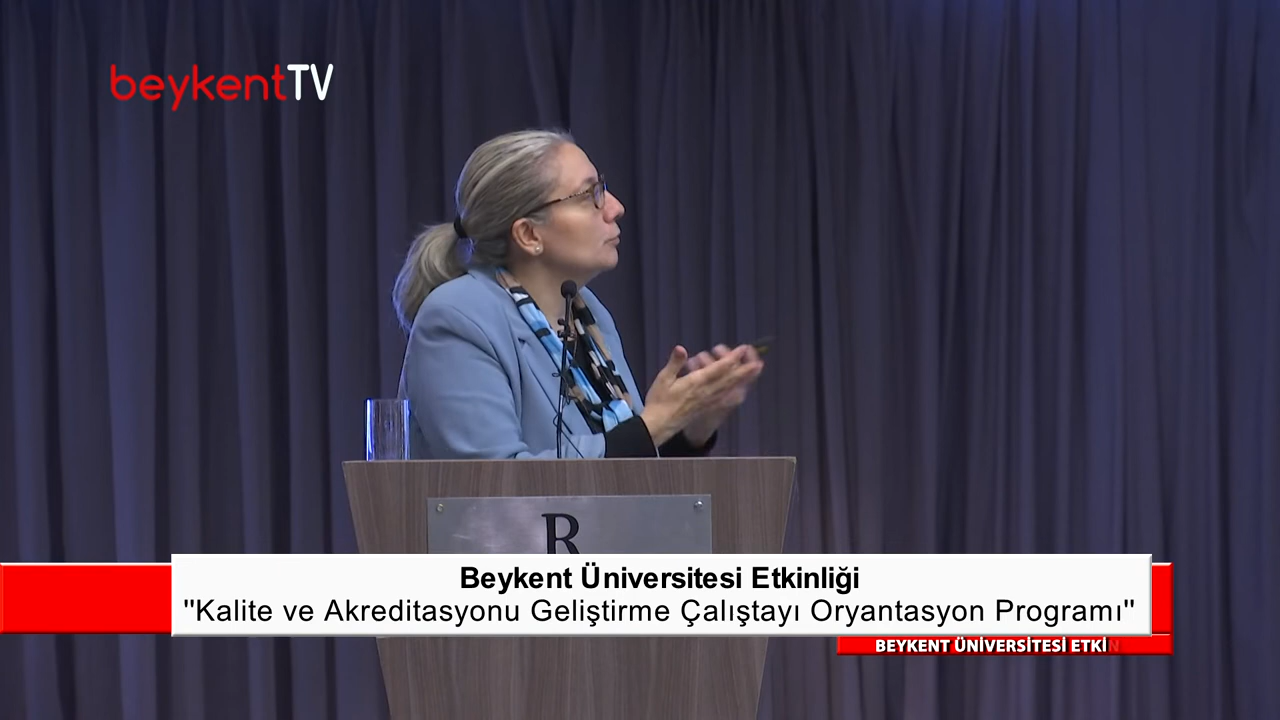 beykentTV
R
Beykent Üniversitesi Etkinliği
"Kalite ve Akreditasyonu Geliştirme Çalıştayı Oryantasyon Programı"
BEYKENT ÜNİVERSİTESİ ETKİN